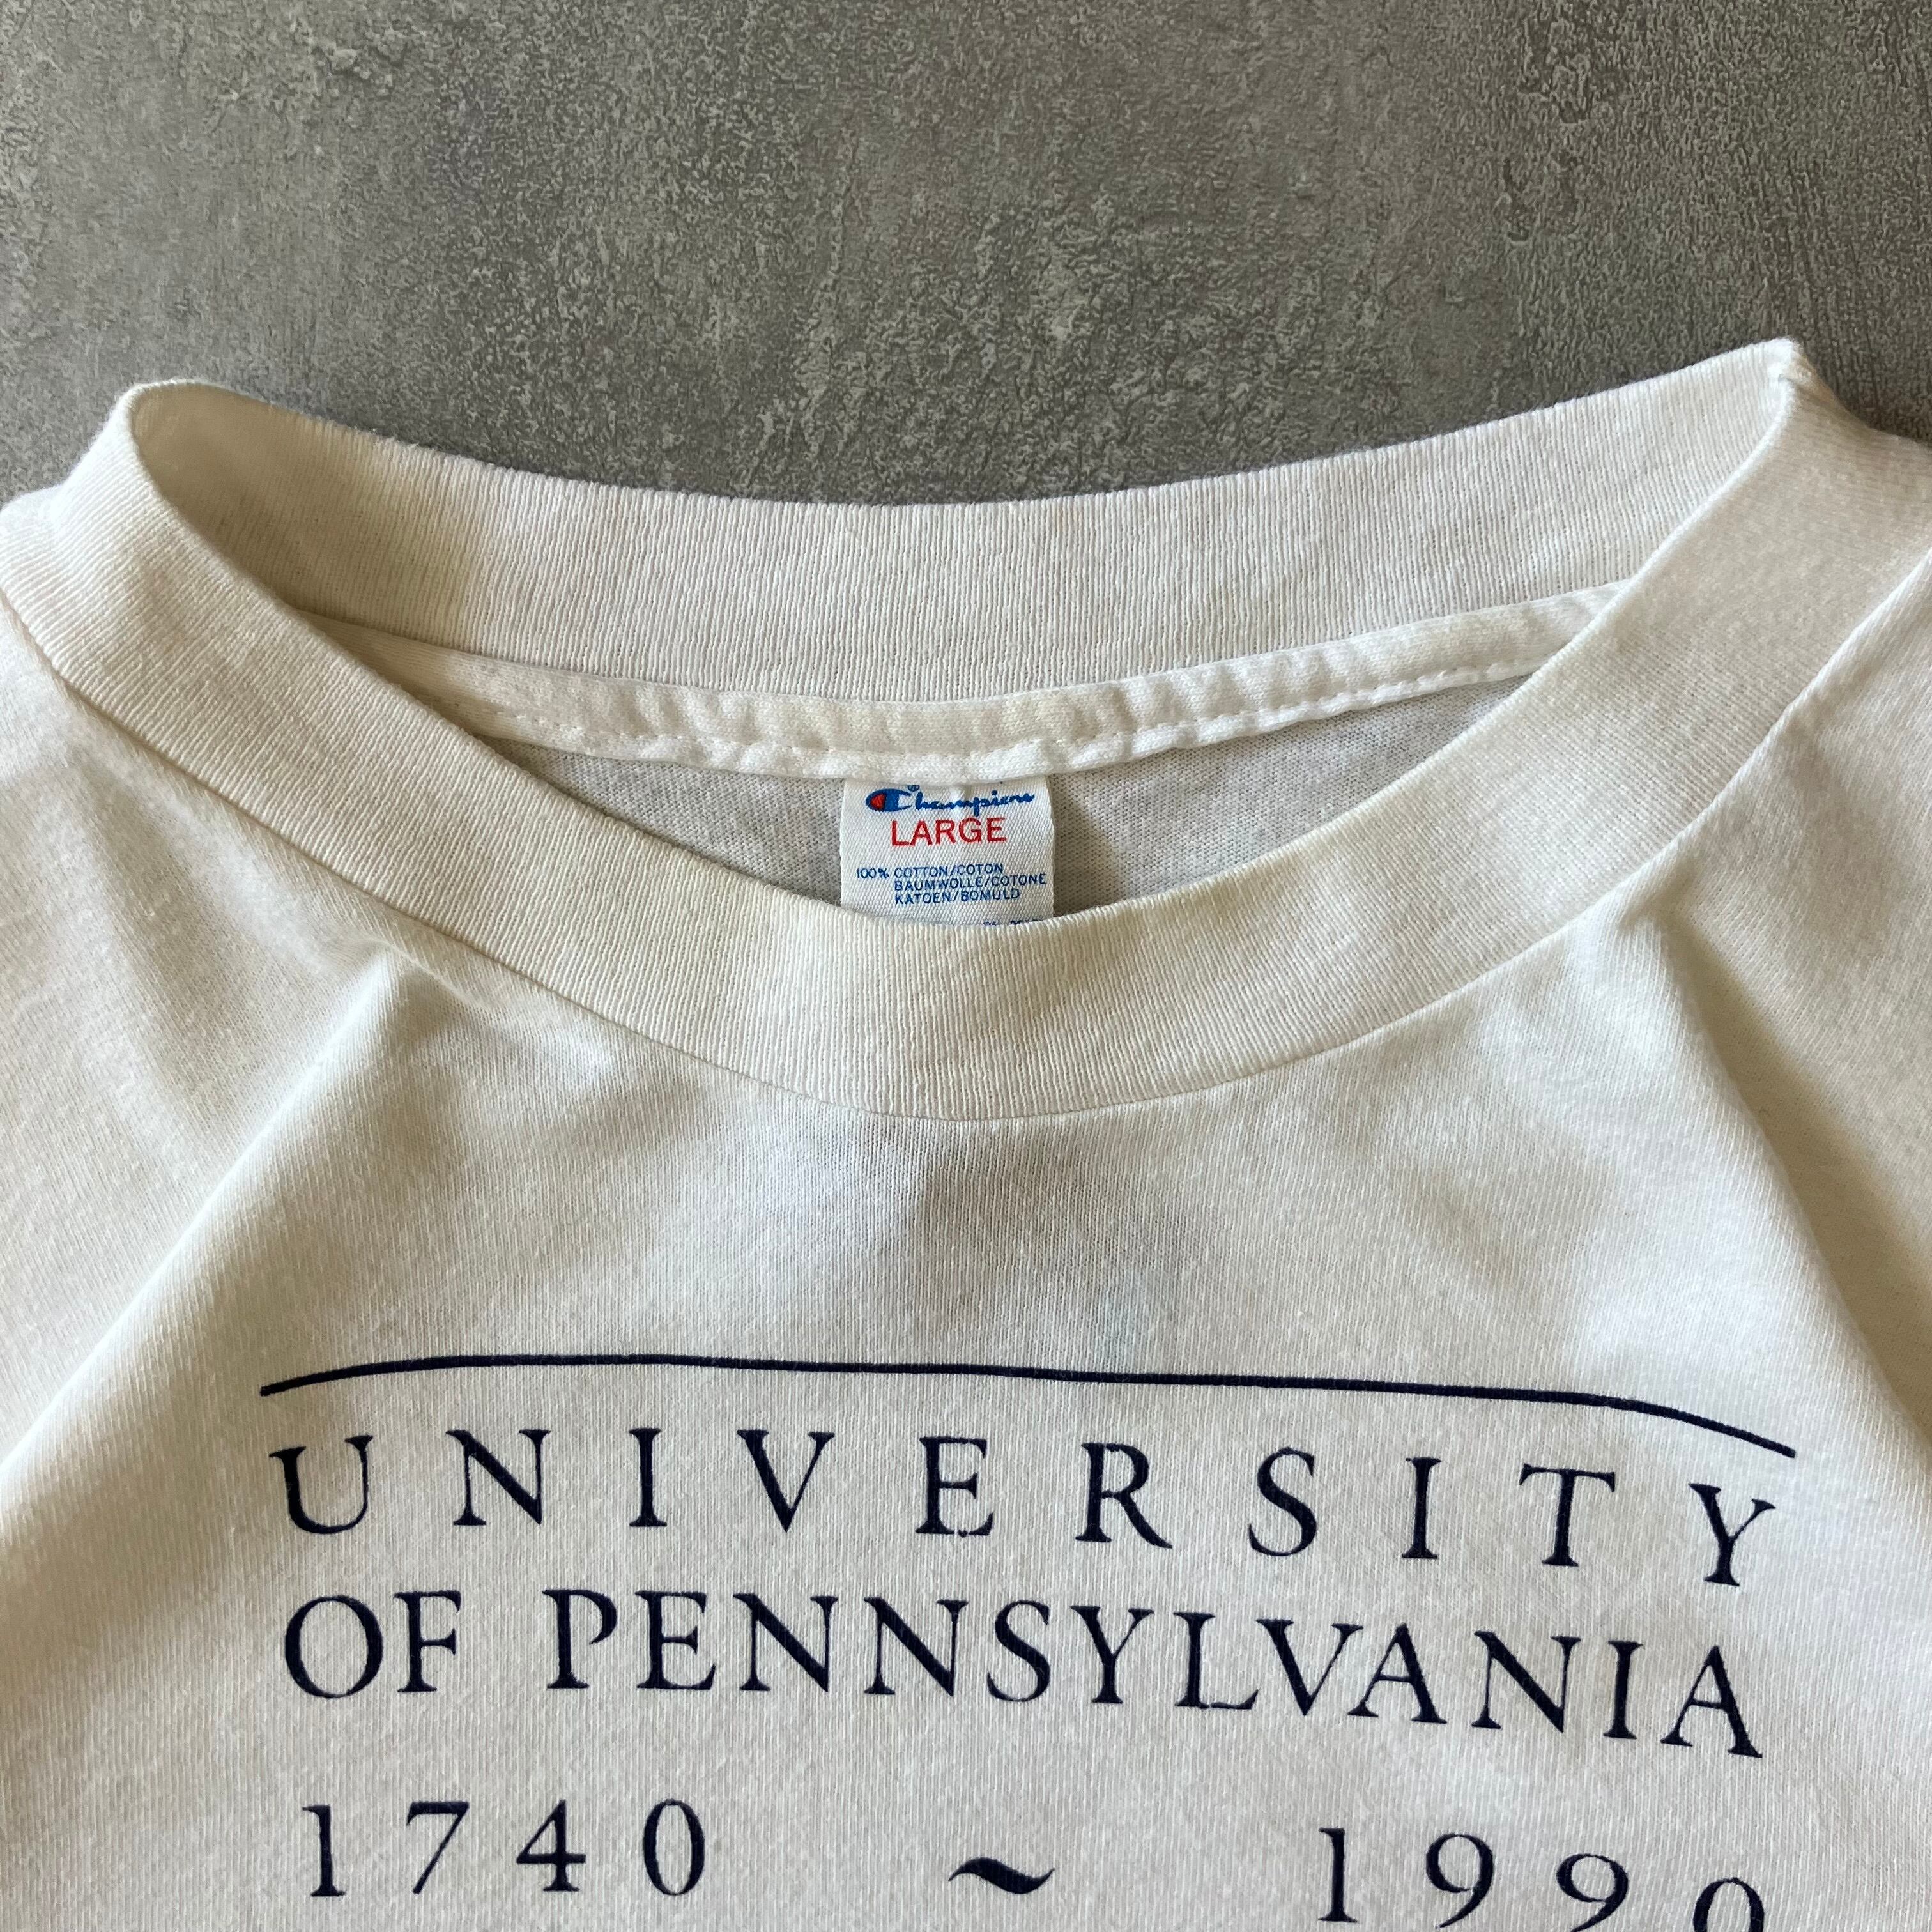 Champion
LARGE
100% COTTON/COTON
BAUMWOLLE/COTONE
KATOEN/BOMULD
UNIVERSITY
OF PENNSYLVANIA
1740 ~ 1990